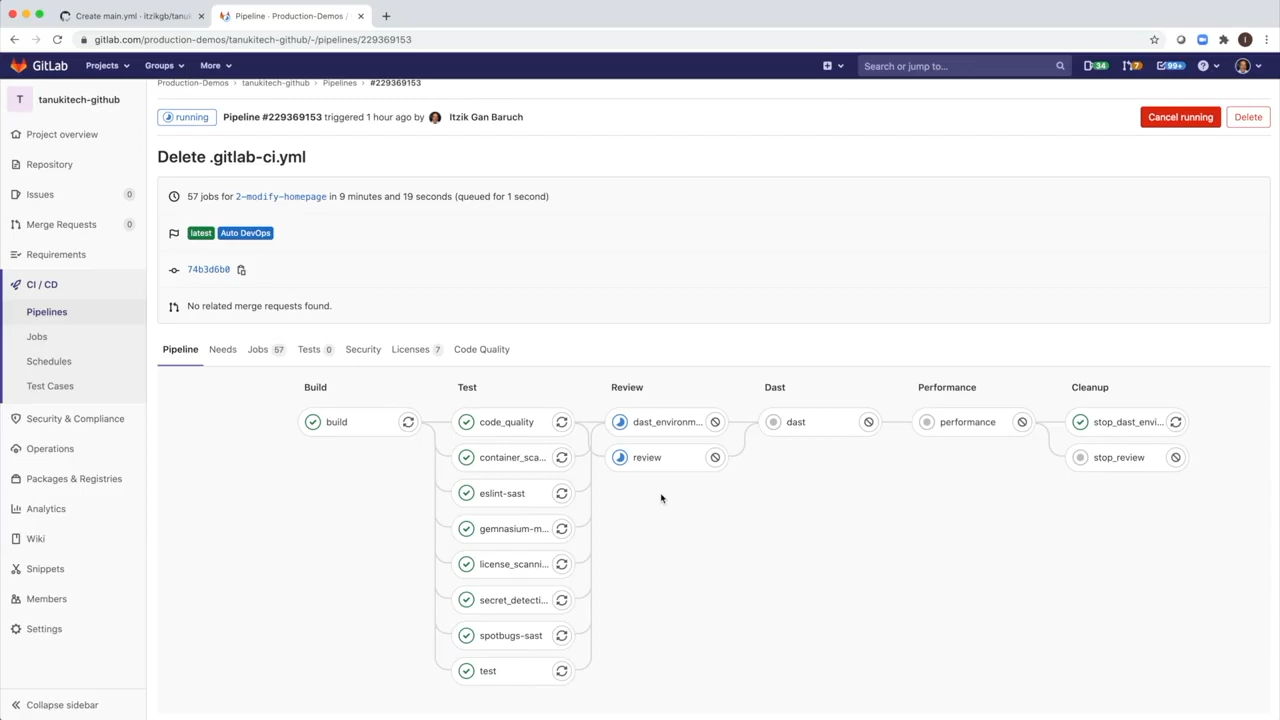 Create main.yml · itzikgb/tanuk
Pipeline · Production-Demos /
gitlab.com/production-demos/tanukitech-github/-/pipelines/229369153
GitLab Projects Groups More Search or jump to... 34 7 99+
Production-Demos › tanukitech-github › Pipelines › #229369153
T tanukitech-github
running Pipeline #229369153 triggered 1 hour ago by Itzik Gan Baruch Cancel running Delete
Project overview
Repository
Issues 0
Merge Requests 0
Requirements
CI / CD
Pipelines
Jobs
Schedules
Test Cases
Security & Compliance
Operations
Packages & Registries
Analytics
Wiki
Snippets
Members
Settings
Collapse sidebar
Delete .gitlab-ci.yml
57 jobs for 2-modify-homepage in 9 minutes and 19 seconds (queued for 1 second)
latest Auto DevOps
74b3d6b0
No related merge requests found.
Pipeline Needs Jobs 57 Tests 0 Security Licenses 7 Code Quality
Build Test Review Dast Performance Cleanup
build code_quality dast_environm... dast performance stop_dast_envi...
container_sca... review stop_review
eslint-sast
gemnasium-m...
license_scanni...
secret_detecti...
spotbugs-sast
test